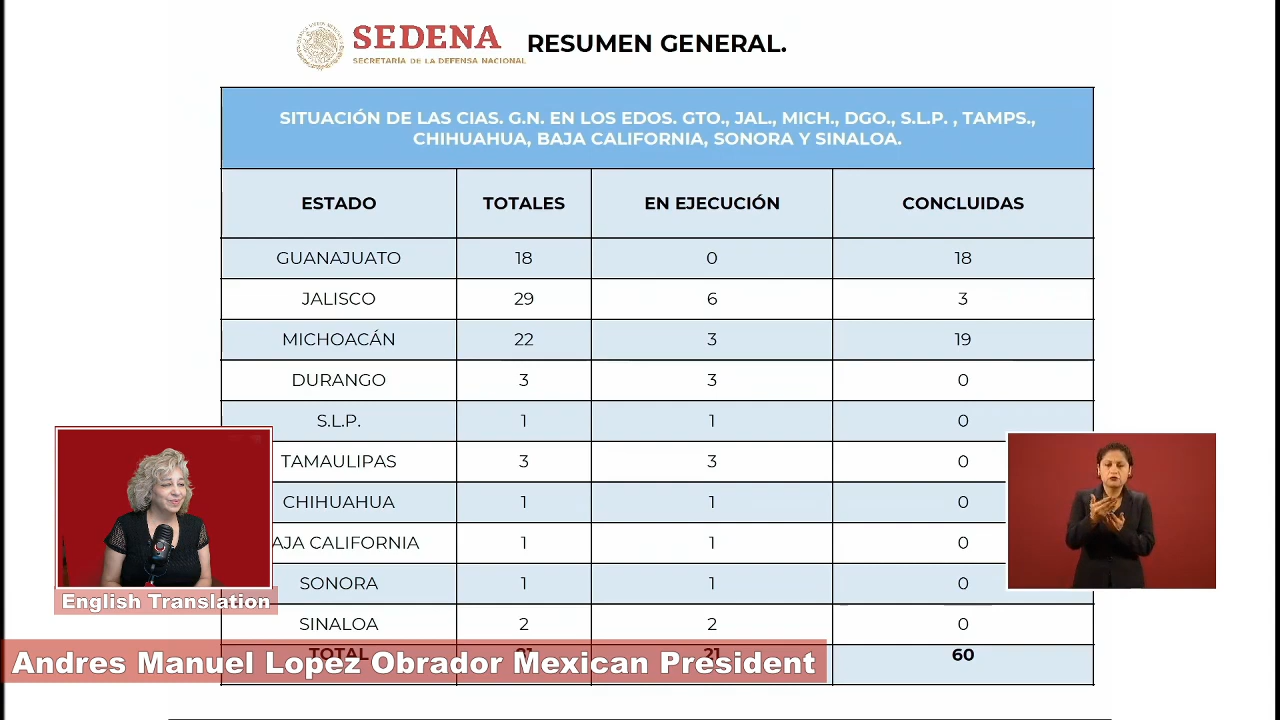 SEDENA
SECRETARÍA DE LA DEFENSA NACIONAL
RESUMEN GENERAL.
SITUACIÓN DE LAS CIAS. G.N. EN LOS EDOS. GTO., JAL., MICH., DGO., S.L.P. , TAMPS.,
CHIHUAHUA, BAJA CALIFORNIA, SONORA Y SINALOA.
ESTADO TOTALES EN EJECUCIÓN CONCLUIDAS
GUANAJUATO 18 0 18
JALISCO 29 6 3
MICHOACÁN 22 3 19
DURANGO 3 3 0
S.L.P. 1 1 0
TAMAULIPAS 3 3 0
CHIHUAHUA 1 1 0
AJA CALIFORNIA 1 1 0
SONORA 1 1 0
SINALOA 2 2 0
TOTAL 21 60
English Translation
Andres Manuel Lopez Obrador Mexican President